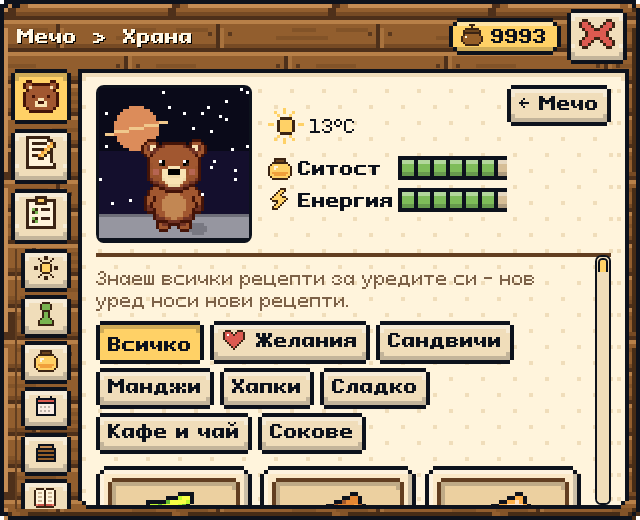 Мечо > Храна
9993
← Мечо
13°C
Ситост
Енергия
Знаеш всички рецепти за уредите си - нов
уред носи нови рецепти.
Всичко
Желания
Сандвичи
Манджи
Хапки
Сладко
Кафе и чай
Сокове